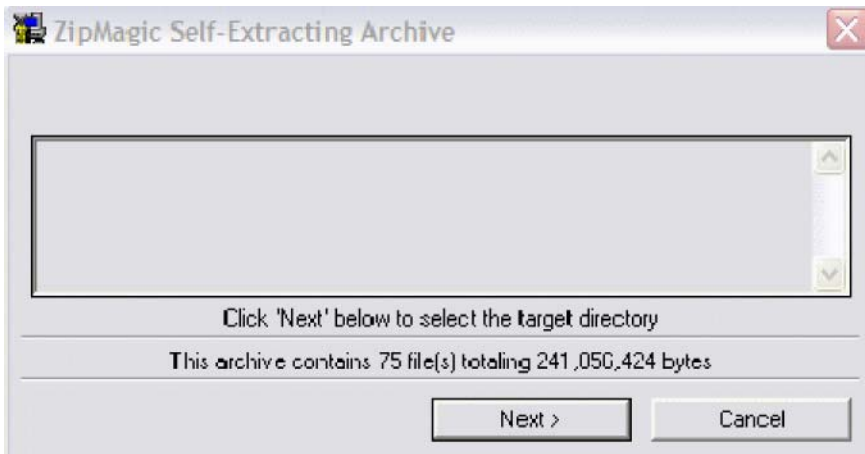 ZipMagic Self-Extracting Archive
Click 'Next' below to select the target directory
This archive contains 75 file(s) totaling 241,050,424 bytes
Next >
Cancel